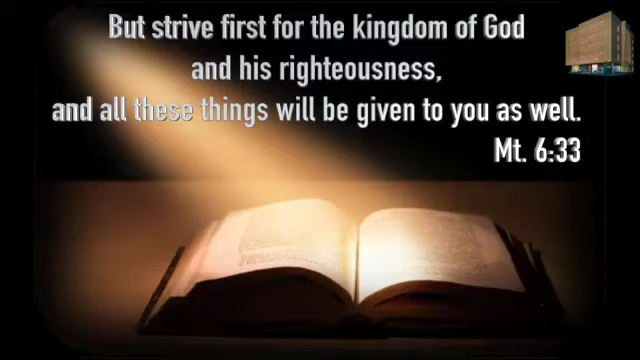 But strive first for the kingdom of God
and his righteousness,
and all these things will be given to you as well.
Mt. 6:33